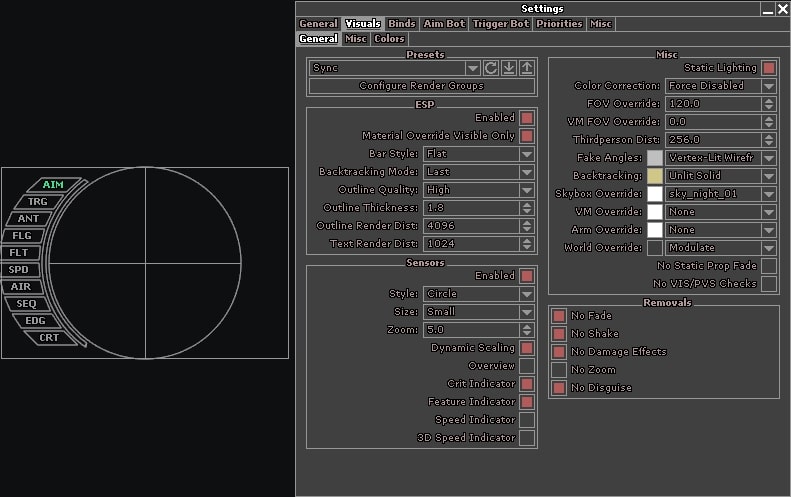 AIM
TRG
ANT
FLG
FLT
SPD
AIR
SEQ
EDG
CRT
Settings
General Visuals Binds Aim Bot Trigger Bot Priorities Misc
General Misc Colors
Presets
Sync
Configure Render Groups
ESP
Enabled
Material Override Visible Only
Bar Style: Flat
Backtracking Mode: Last
Outline Quality: High
Outline Thickness: 1.8
Outline Render Dist: 4096
Text Render Dist: 1024
Sensors
Enabled
Style: Circle
Size: Small
Zoom: 5.0
Dynamic Scaling
Overview
Crit Indicator
Feature Indicator
Speed Indicator
3D Speed Indicator
Misc
Static Lighting
Color Correction: Force Disabled
FOV Override: 120.0
VM FOV Override: 0.0
Thirdperson Dist: 256.0
Fake Angles: Vertex-Lit Wirefr
Backtracking: Unlit Solid
Skybox Override: sky_night_01
VM Override: None
Arm Override: None
World Override: Modulate
No Static Prop Fade
No VIS/PVS Checks
Removals
No Fade
No Shake
No Damage Effects
No Zoom
No Disguise